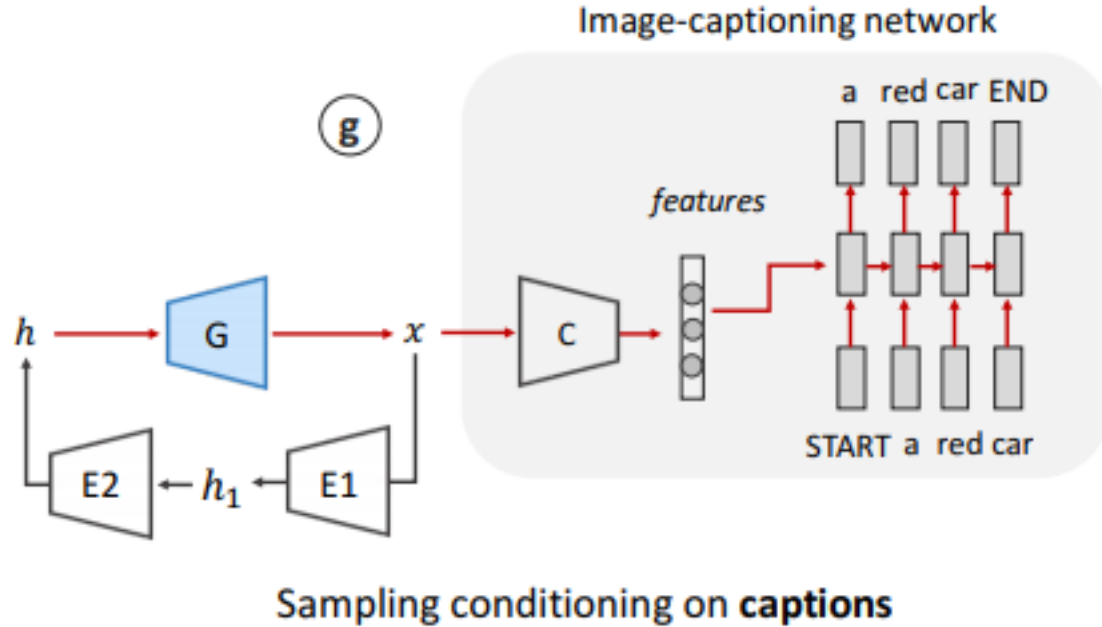 Image-captioning network
g
a red car END
features
h
G
x
C
E2
h₁
E1
START a red car
Sampling conditioning on captions